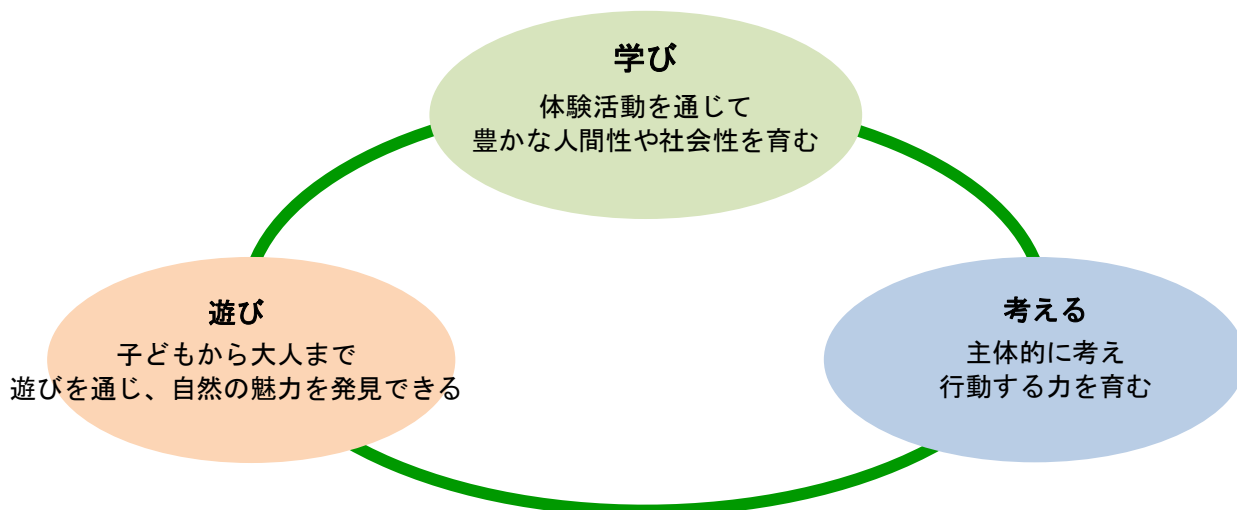 学び
体験活動を通じて
豊かな人間性や社会性を育む
遊び
子どもから大人まで
遊びを通じ、自然の魅力を発見できる
考える
主体的に考え
行動する力を育む